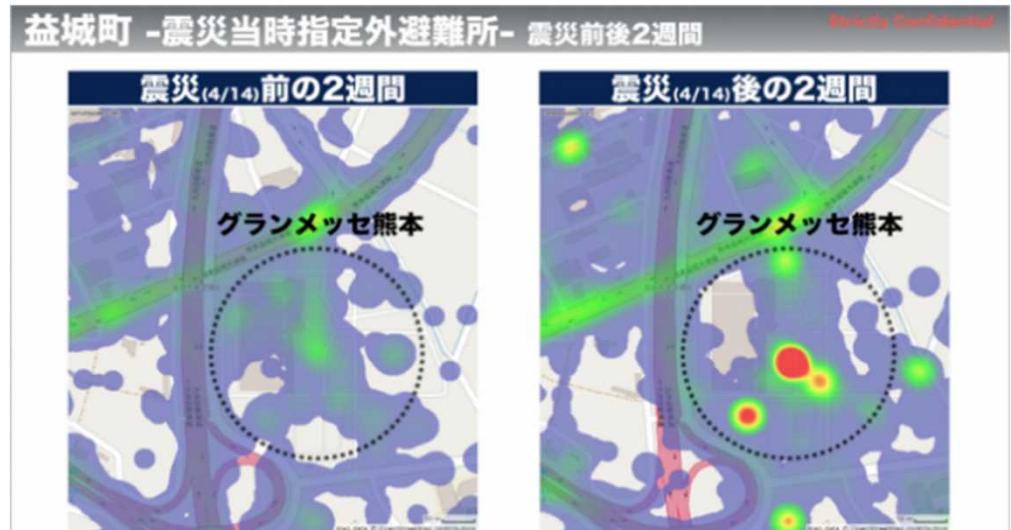 益城町 -震災当時指定外避難所- 震災前後2週間
Strictly Confidential
震災(4/14)前の2週間
震災(4/14)後の2週間
グランメッセ熊本
グランメッセ熊本